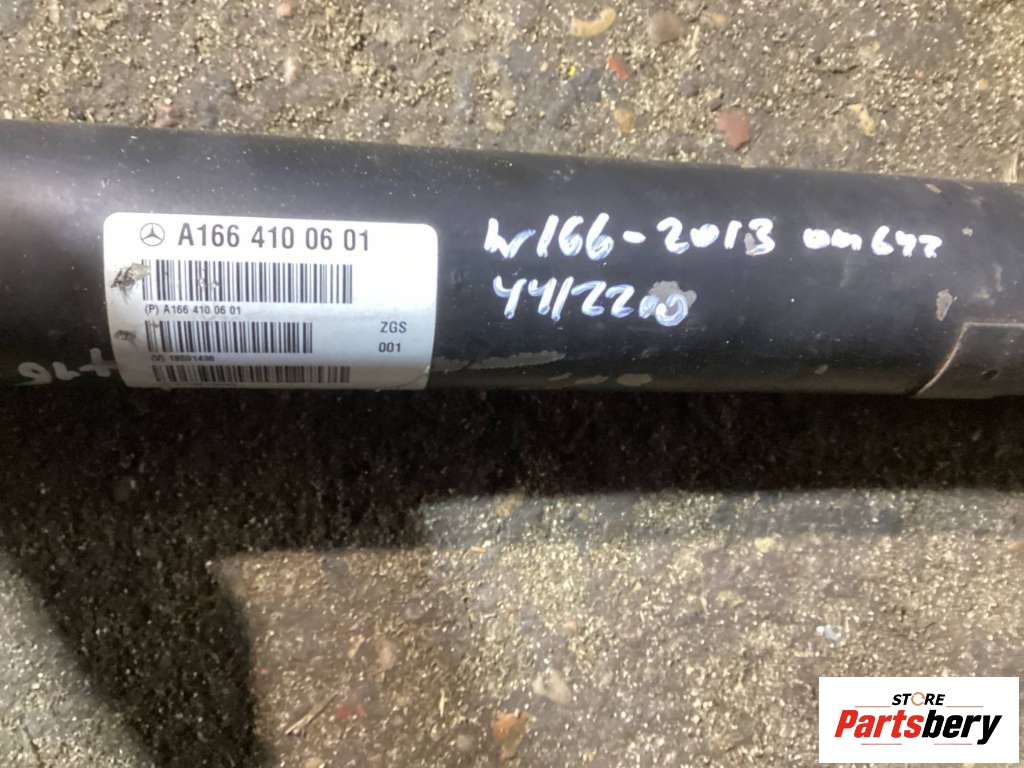 A166 410 06 01
(P) A166 410 06 01
ZGS
001
W166-2013 om642
44/2200
STORE
Partsbery